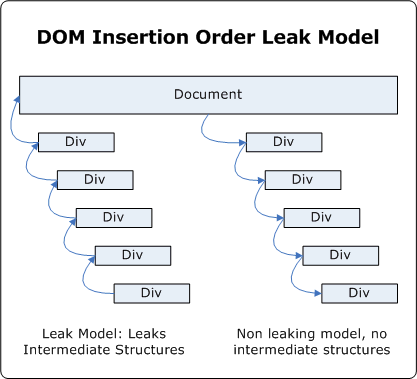 DOM Insertion Order Leak Model
Document
Div
Div
Div
Div
Div
Div
Div
Div
Div
Div
Leak Model: Leaks
Intermediate Structures
Non leaking model, no
intermediate structures